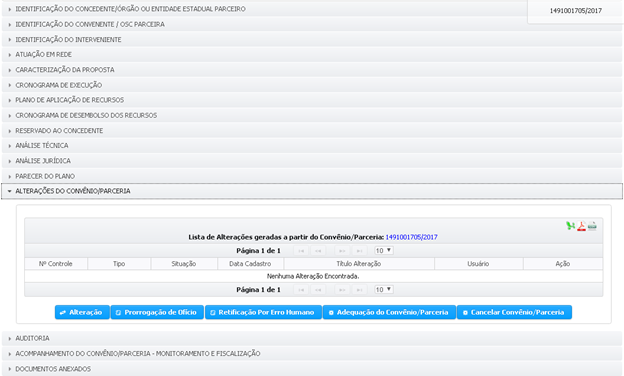 IDENTIFICAÇÃO DO CONCEDENTE/ÓRGÃO OU ENTIDADE ESTADUAL PARCEIRO
1491001705/2017
IDENTIFICAÇÃO DO CONVENENTE / OSC PARCEIRA
IDENTIFICAÇÃO DO INTERVENIENTE
ATUAÇÃO EM REDE
CARACTERIZAÇÃO DA PROPOSTA
CRONOGRAMA DE EXECUÇÃO
PLANO DE APLICAÇÃO DE RECURSOS
CRONOGRAMA DE DESEMBOLSO DOS RECURSOS
RESERVADO AO CONCEDENTE
ANÁLISE TÉCNICA
ANÁLISE JURÍDICA
PARECER DO PLANO
ALTERAÇÕES DO CONVÊNIO/PARCERIA
Lista de Alterações geradas a partir do Convênio/Parceria: 1491001705/2017
Página 1 de 1 10
Nº Controle Tipo Situação Data Cadastro Título Alteração Usuário Ação
Nenhuma Alteração Encontrada.
Página 1 de 1 10
Alteração Prorrogação de Ofício Retificação Por Erro Humano Adequação do Convênio/Parceria Cancelar Convênio/Parceria
AUDITORIA
ACOMPANHAMENTO DO CONVÊNIO/PARCERIA - MONITORAMENTO E FISCALIZAÇÃO
DOCUMENTOS ANEXADOS